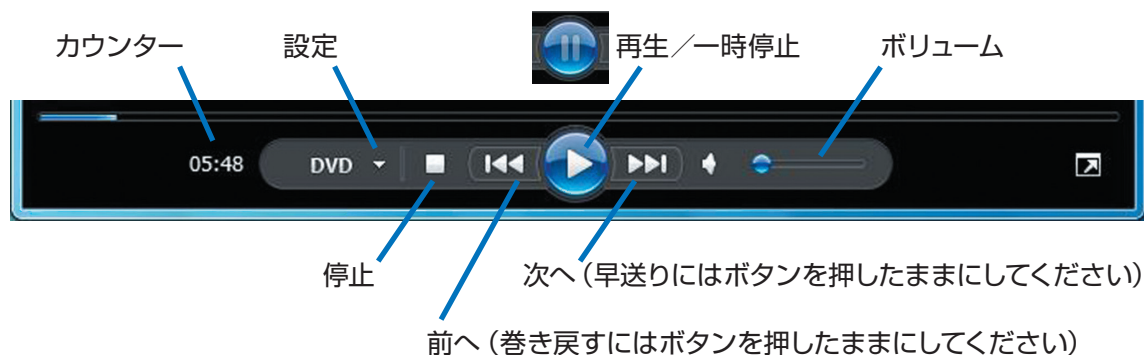 カウンター 設定 再生／一時停止 ボリューム
05:48 DVD
停止 次へ（早送りにはボタンを押したままにしてください）
前へ（巻き戻すにはボタンを押したままにしてください）